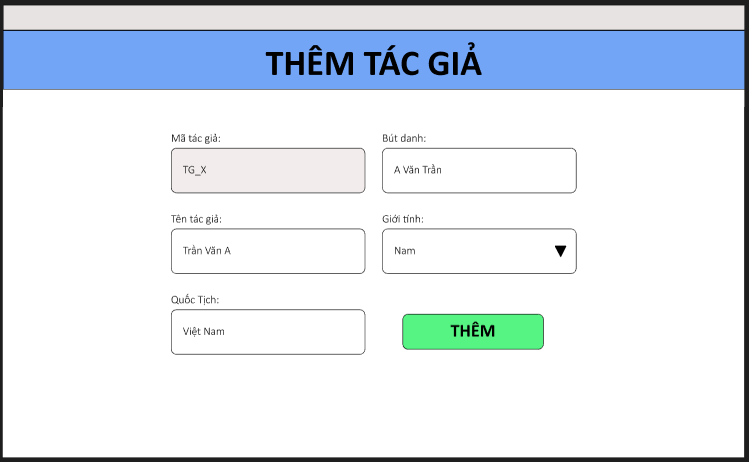 THÊM TÁC GIẢ
Mã tác giả:
TG_X
Bút danh:
A Văn Trần
Tên tác giả:
Trần Văn A
Giới tính:
Nam
Quốc Tịch:
Việt Nam
THÊM